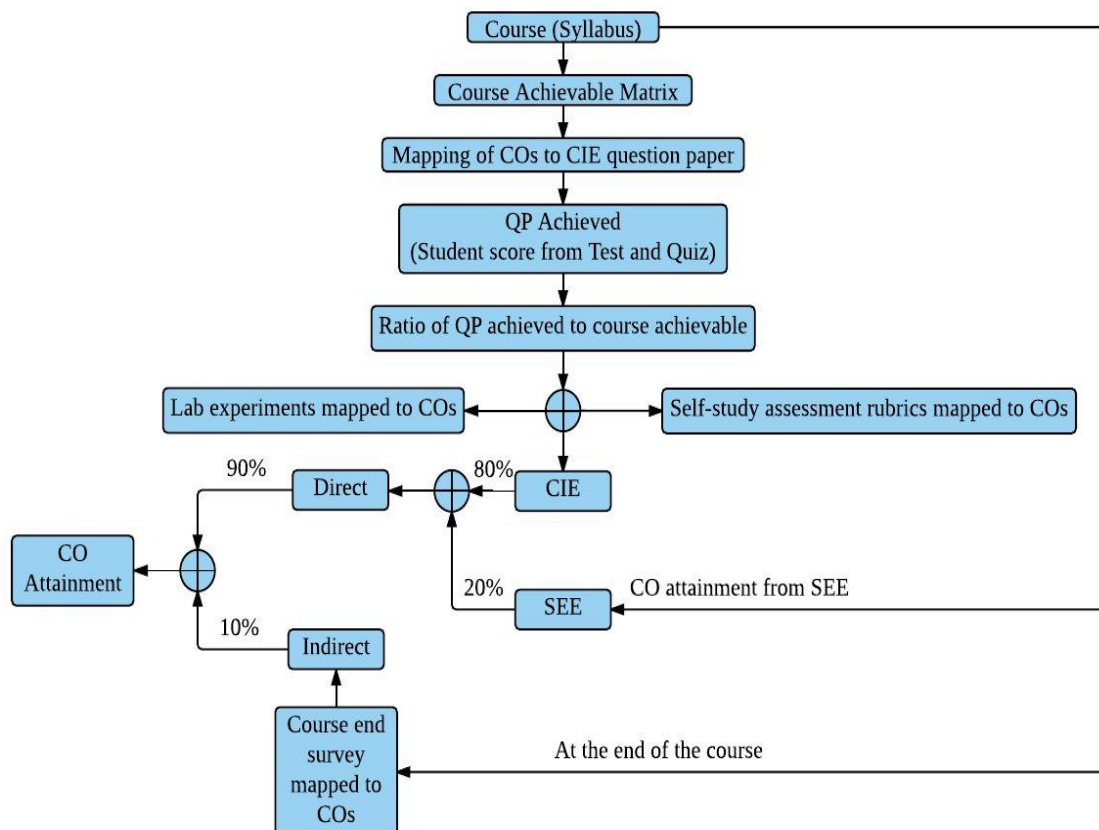 Course (Syllabus)
Course Achievable Matrix
Mapping of COs to CIE question paper
QP Achieved
(Student score from Test and Quiz)
Ratio of QP achieved to course achievable
Lab experiments mapped to COs
Self-study assessment rubrics mapped to COs
90%
Direct
80%
CIE
CO
Attainment
20%
SEE
CO attainment from SEE
10%
Indirect
Course end
survey
mapped to
COs
At the end of the course